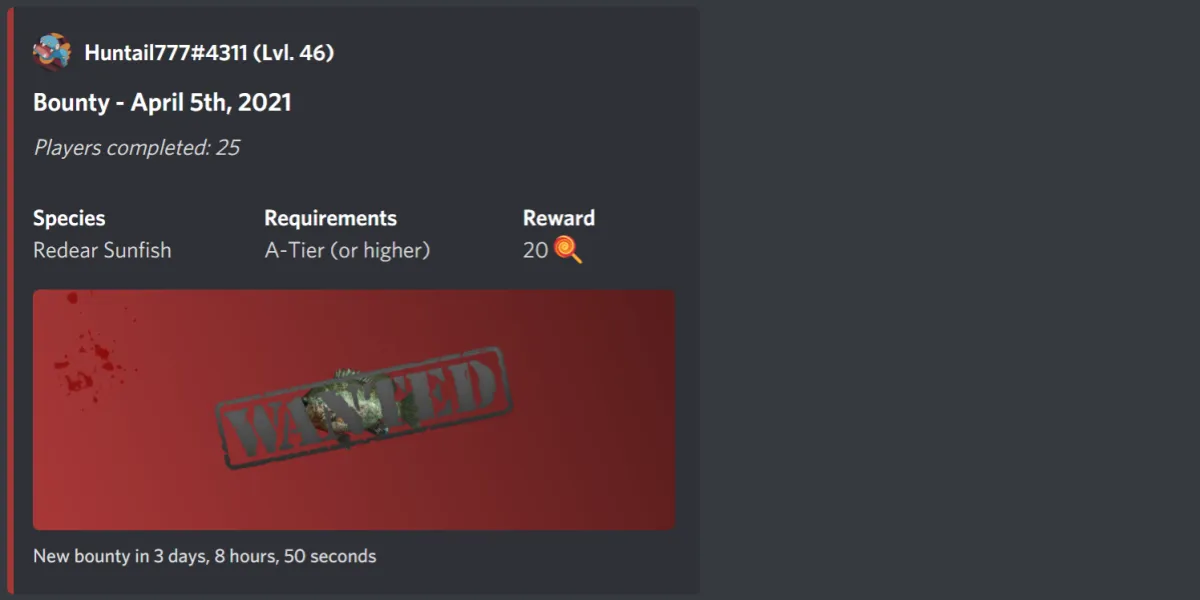 Huntail777#4311 (Lvl. 46)
Bounty - April 5th, 2021
Players completed: 25
Species Requirements Reward
Redear Sunfish A-Tier (or higher) 20
WANTED
New bounty in 3 days, 8 hours, 50 seconds